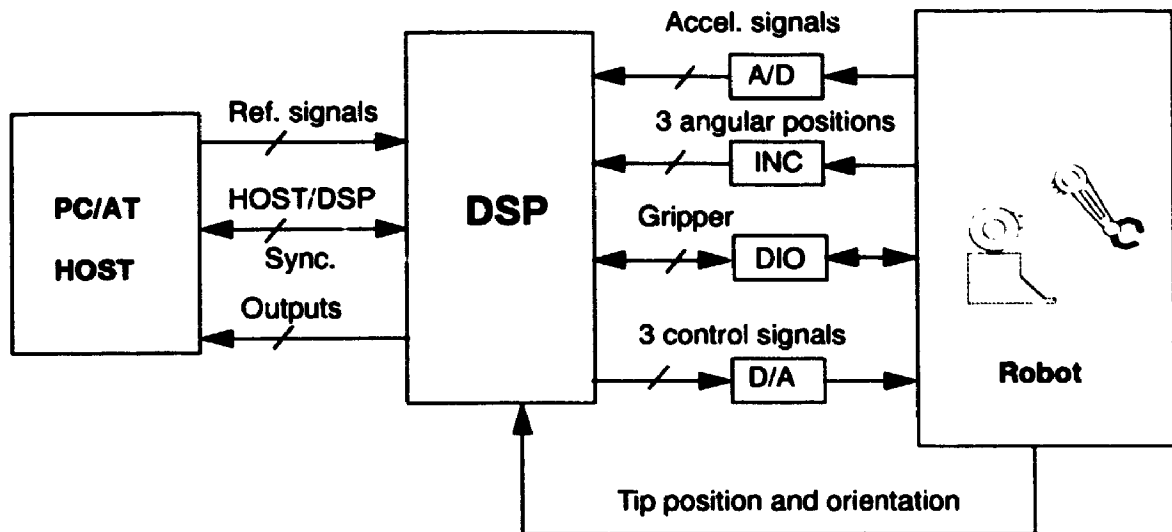 PC/AT
HOST
Ref. signals
HOST/DSP
Sync.
Outputs
DSP
Accel. signals
A/D
3 angular positions
INC
Gripper
DIO
3 control signals
D/A
Robot
Tip position and orientation